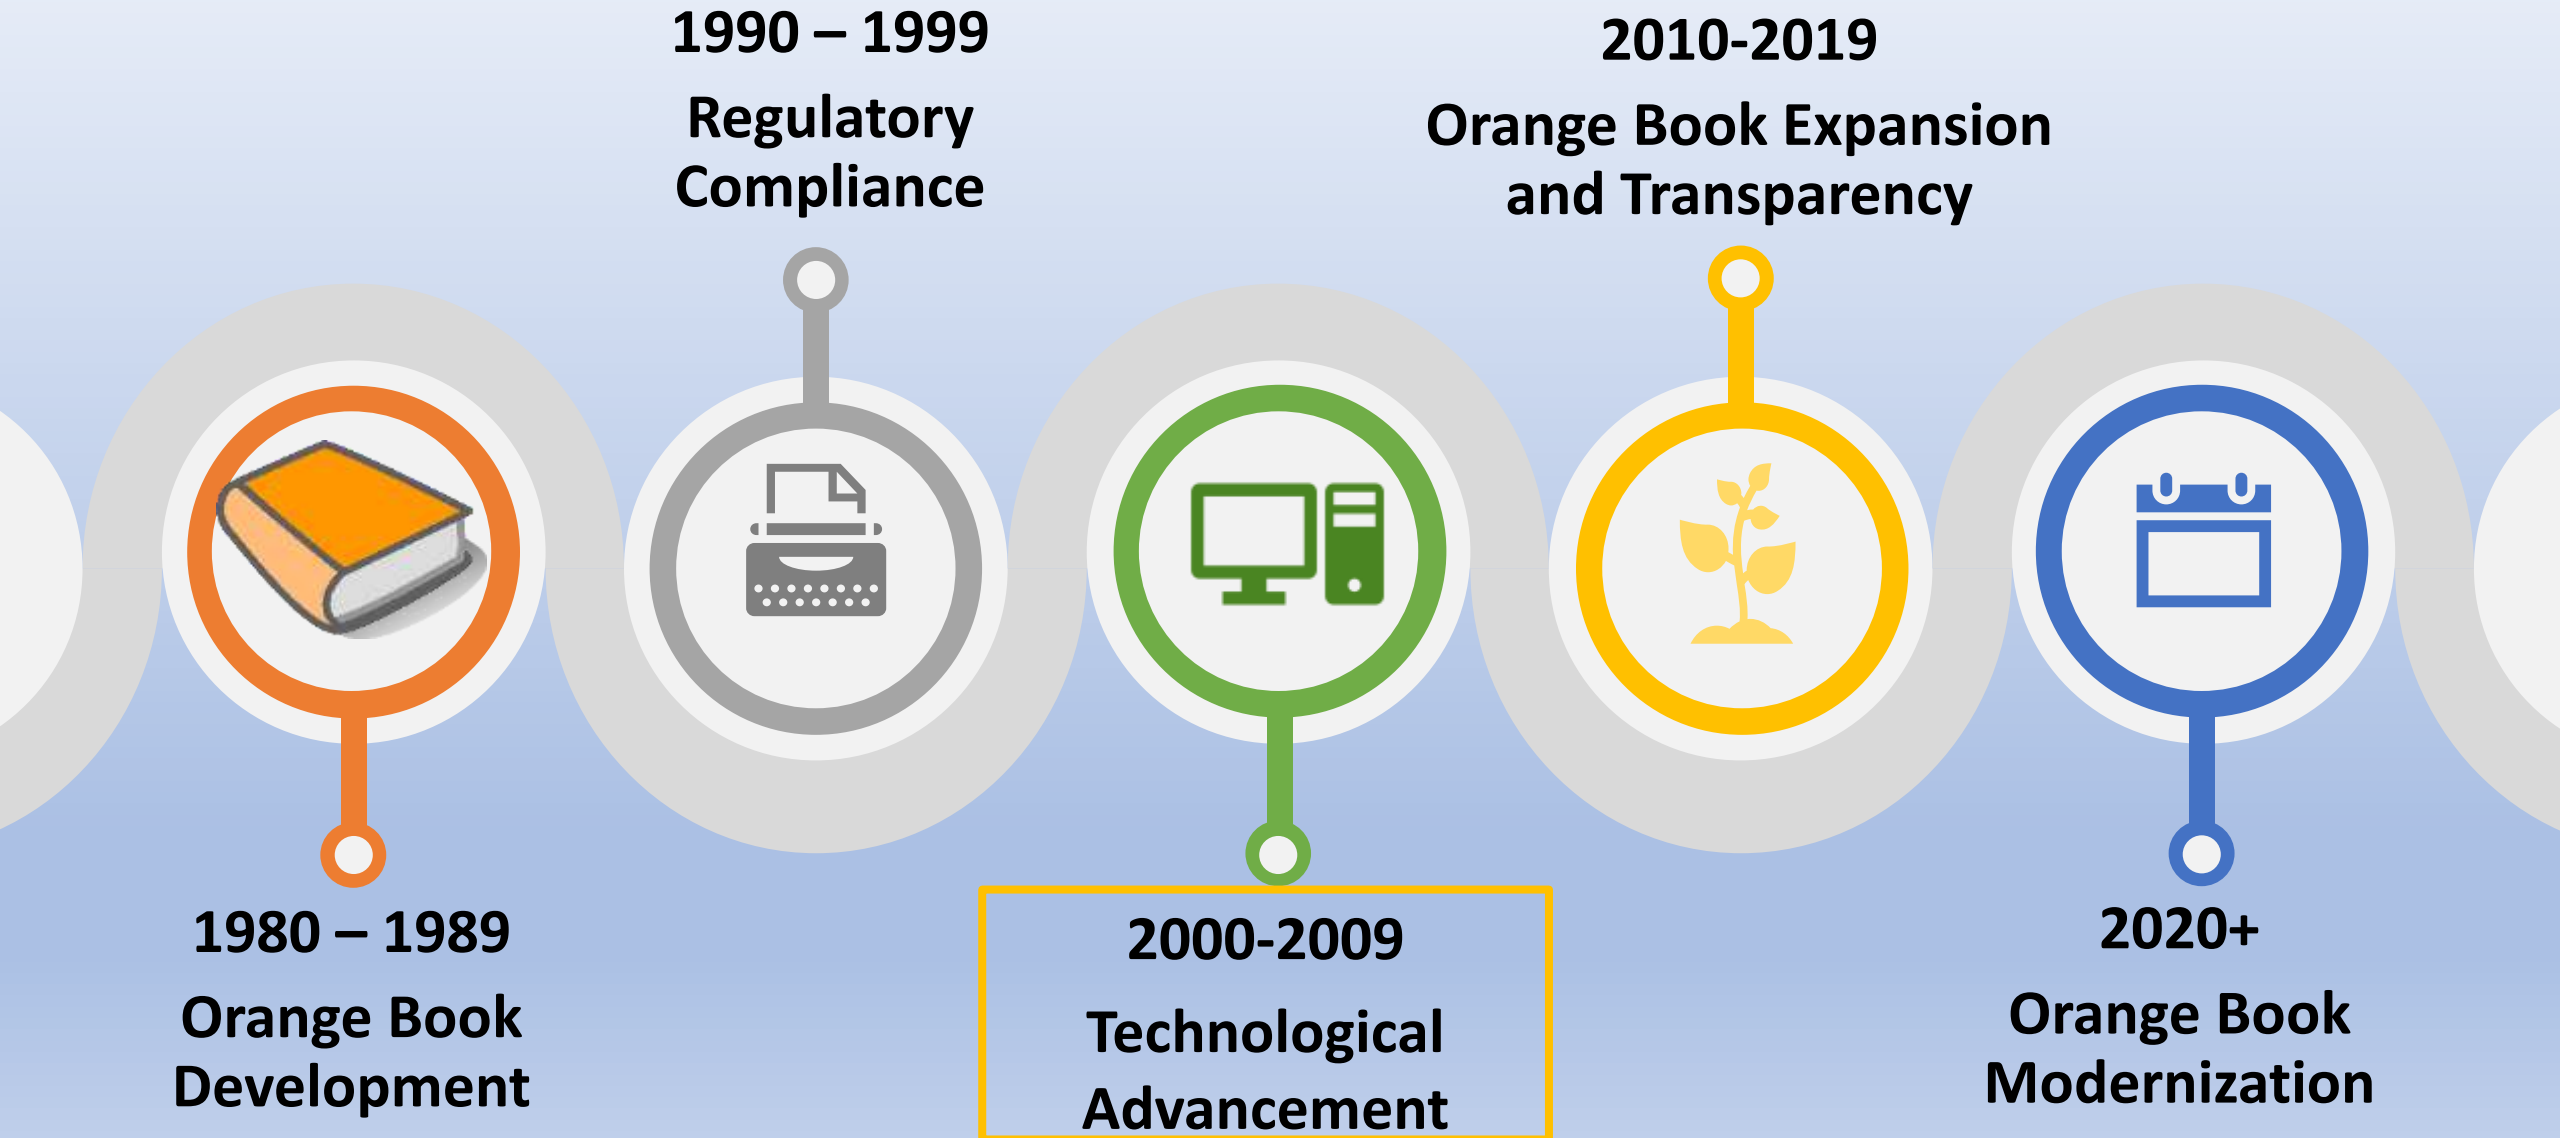 1990 – 1999
Regulatory
Compliance
2010-2019
Orange Book Expansion
and Transparency
1980 – 1989
Orange Book
Development
2000-2009
Technological
Advancement
2020+
Orange Book
Modernization